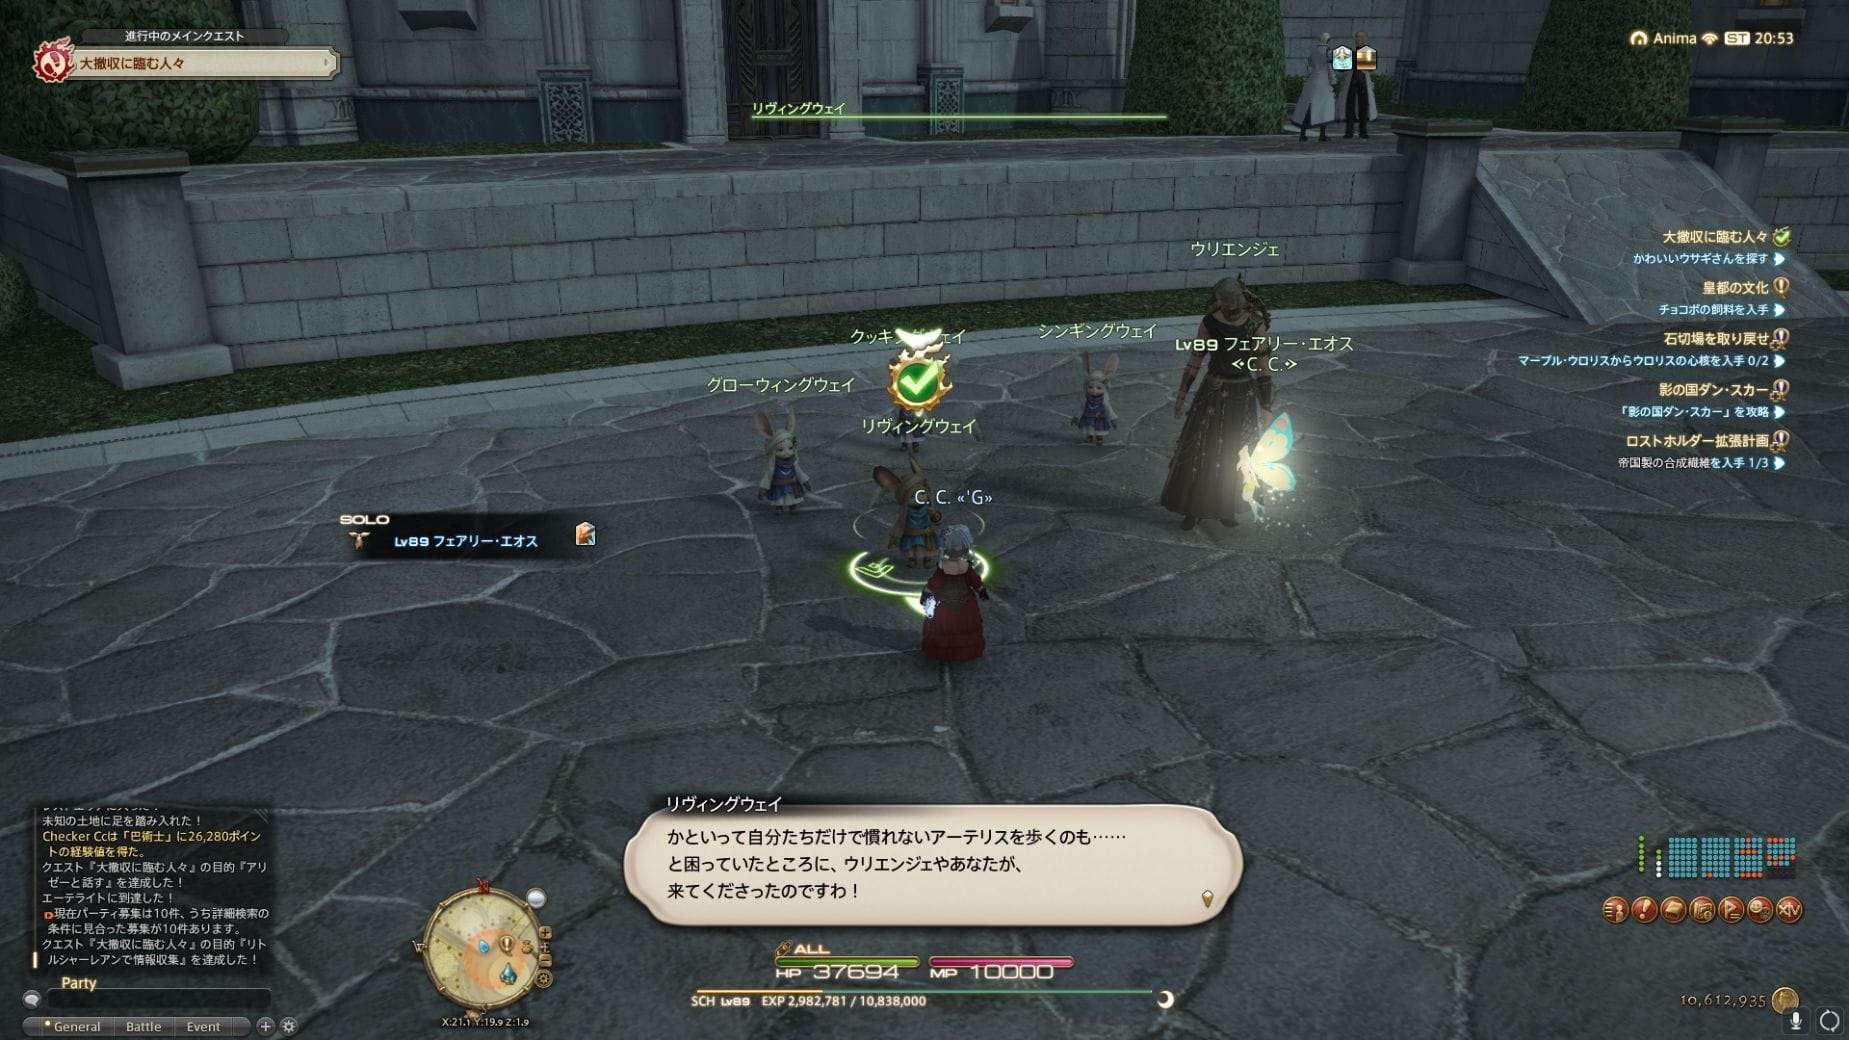 進行中のメインクエスト
大撤収に臨む人々
Anima ST 20:53
リヴィングウェイ
大撤収に臨む人々
かわいいウサギさんを探す
皇都の文化
チョコボの飼料を入手
石切場を取り戻せ
マーブル・ウロリスからウロリスの心核を入手 0/2
影の国ダン・スカー
「影の国ダン・スカー」を攻略
ロストホルダー拡張計画
帝国製の合成繊維を入手 1/3
ウリエンジェ
シンギングウェイ
Lv89 フェアリー・エオス
<C. C.>
グローウィングウェイ
リヴィングウェイ
C. C. «'G»
SOLO
Lv89 フェアリー・エオス
リヴィングウェイ
かといって自分たちだけで慣れないアーテリスを歩くのも……
と困っていたところに、ウリエンジェやあなたが、
来てくださったのですわ！
未知の土地に足を踏み入れた！
Checker Ccは「巴術士」に26,280ポイン
トの経験値を得た。
クエスト『大撤収に臨む人々』の目的『アリ
ゼーと話す』を達成した！
エーテライトに到達した！
現在パーティ募集は10件、うち詳細検索の
条件に見合った募集が10件あります。
クエスト『大撤収に臨む人々』の目的『リト
ルシャーレアンで情報収集』を達成した！
Party
General Battle Event
X:21.1 Y:19.9 Z:1.9
ALL
HP 37694 MP 10000
SCH Lv89 EXP 2,982,781 / 10,838,000
XIV
10,612,935